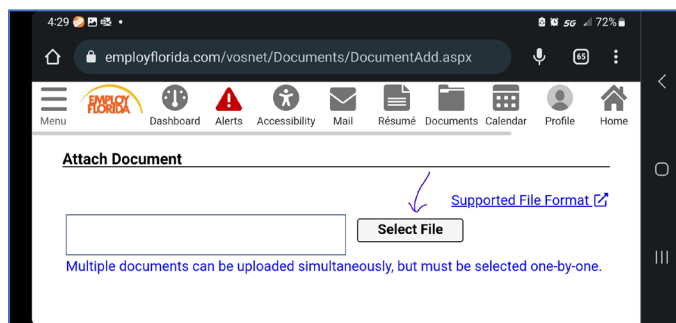 4:29 5G 72%
employflorida.com/vosnet/Documents/DocumentAdd.aspx 65
EMPLOY
FLORIDA
Menu Dashboard Alerts Accessibility Mail Résumé Documents Calendar Profile Home
Attach Document
Supported File Format
Select File
Multiple documents can be uploaded simultaneously, but must be selected one-by-one.